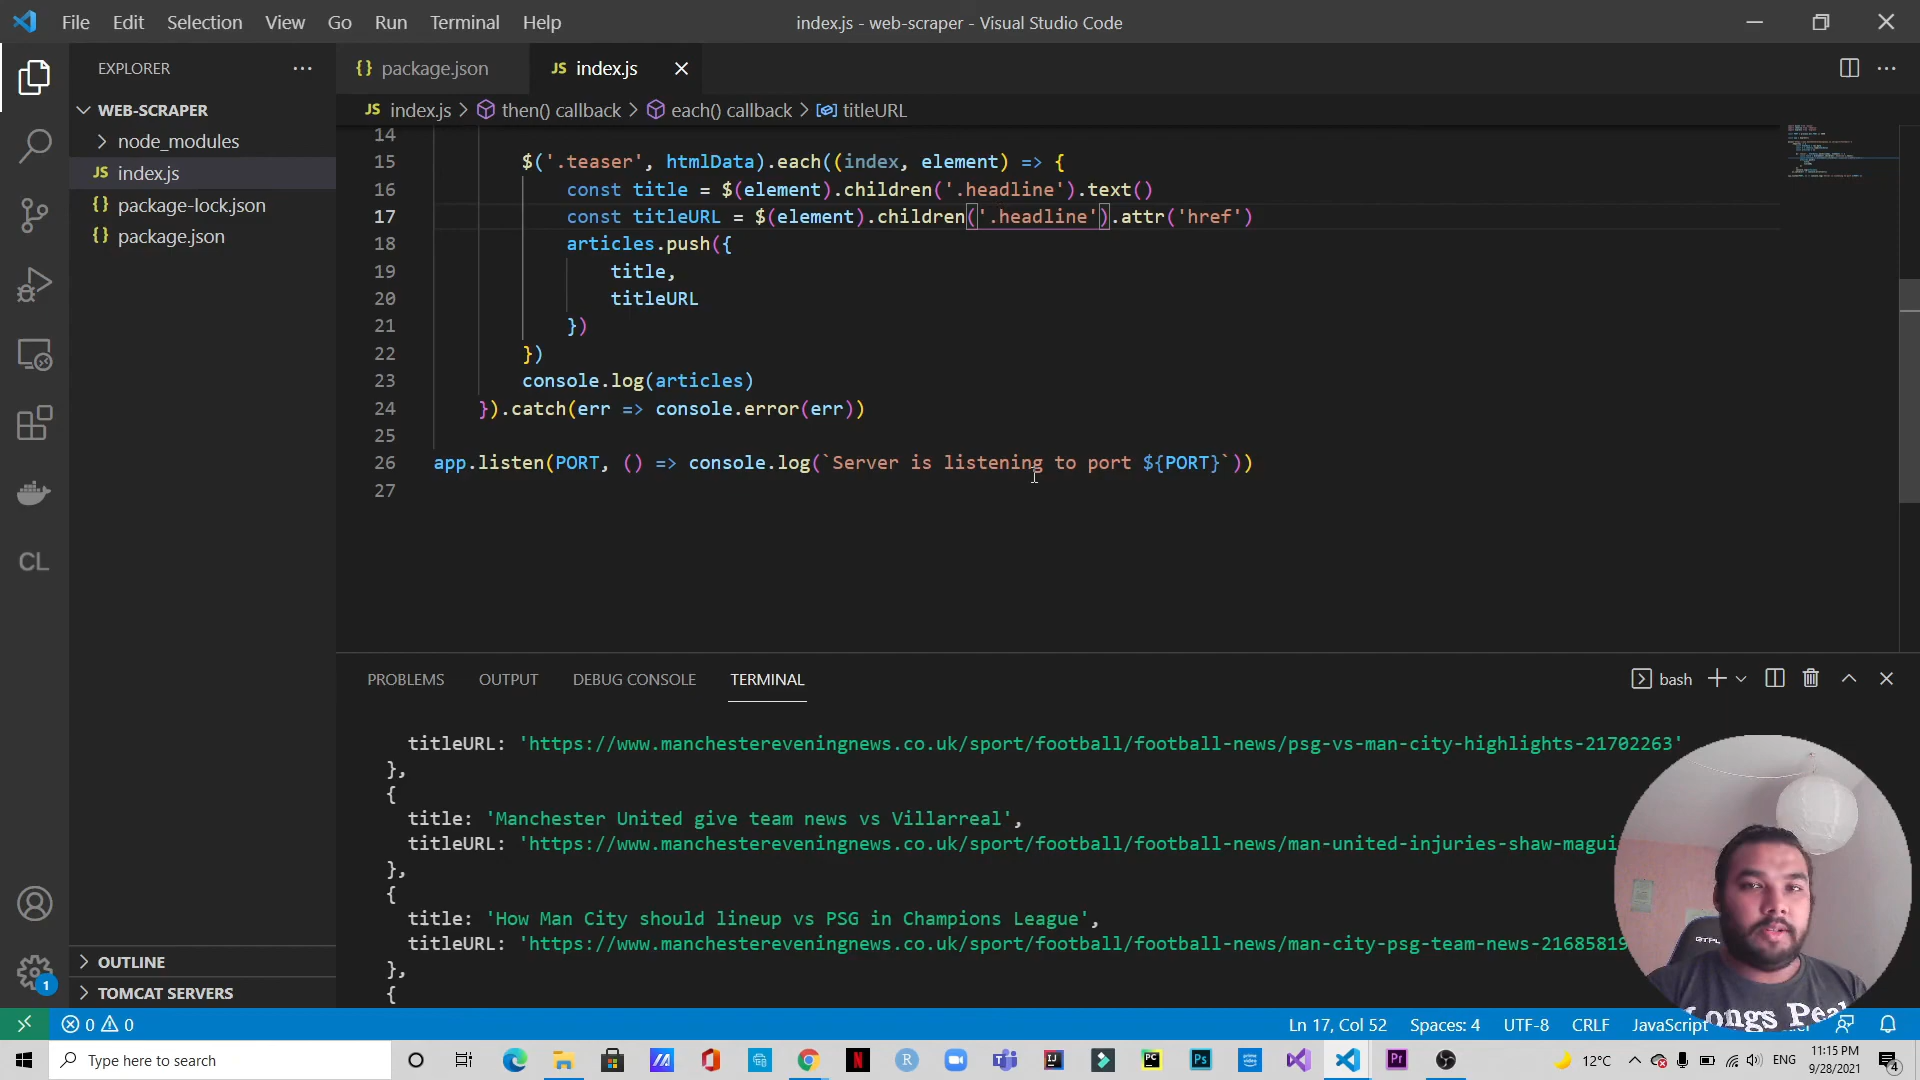 File Edit Selection View Go Run Terminal Help
index.js - web-scraper - Visual Studio Code
EXPLORER
package.json
JS index.js
WEB-SCRAPER
JS index.js > then() callback > each() callback > titleURL
node_modules
JS index.js
package-lock.json
package.json
14
15 $('.teaser', htmlData).each((index, element) => {
16 const title = $(element).children('.headline').text()
17 const titleURL = $(element).children('.headline').attr('href')
18 articles.push({
19 title,
20 titleURL
21 })
22 })
23 console.log(articles)
24 }).catch(err => console.error(err))
25
26 app.listen(PORT, () => console.log(`Server is listening to port ${PORT}`))
27
CL
PROBLEMS OUTPUT DEBUG CONSOLE TERMINAL
bash
titleURL: 'https://www.manchestereveningnews.co.uk/sport/football/football-news/psg-vs-man-city-highlights-21702263'
},
{
title: 'Manchester United give team news vs Villarreal',
titleURL: 'https://www.manchestereveningnews.co.uk/sport/football/football-news/man-united-injuries-shaw-magui
},
{
title: 'How Man City should lineup vs PSG in Champions League',
titleURL: 'https://www.manchestereveningnews.co.uk/sport/football/football-news/man-city-psg-team-news-21685819
},
{
OUTLINE
TOMCAT SERVERS
1
0 0
Ln 17, Col 52 Spaces: 4 UTF-8 CRLF JavaScript
Type here to search
12°C ENG
11:15 PM
9/28/2021
4